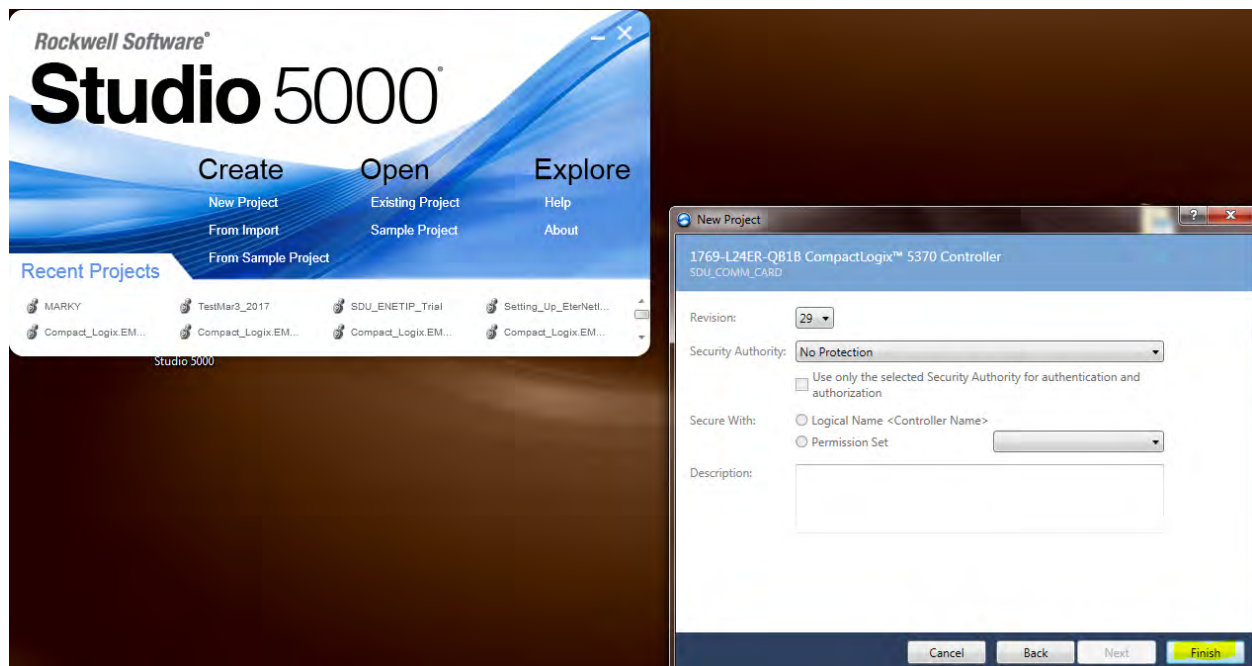 Rockwell Software®
Studio 5000®
Create Open Explore
New Project Existing Project Help
From Import Sample Project About
From Sample Project
Recent Projects
MARKY TestMar3_2017 SDU_ENETIP_Trial Setting_Up_EterNetI...
Compact_Logix.EM... Compact_Logix.EM... Compact_Logix.EM... Compact_Logix.EM...
Studio 5000
New Project
1769-L24ER-QB1B CompactLogix™ 5370 Controller
SDU_COMM_CARD
Revision: 29
Security Authority: No Protection
Use only the selected Security Authority for authentication and
authorization
Secure With: Logical Name <Controller Name>
Permission Set
Description:
Cancel Back Next Finish